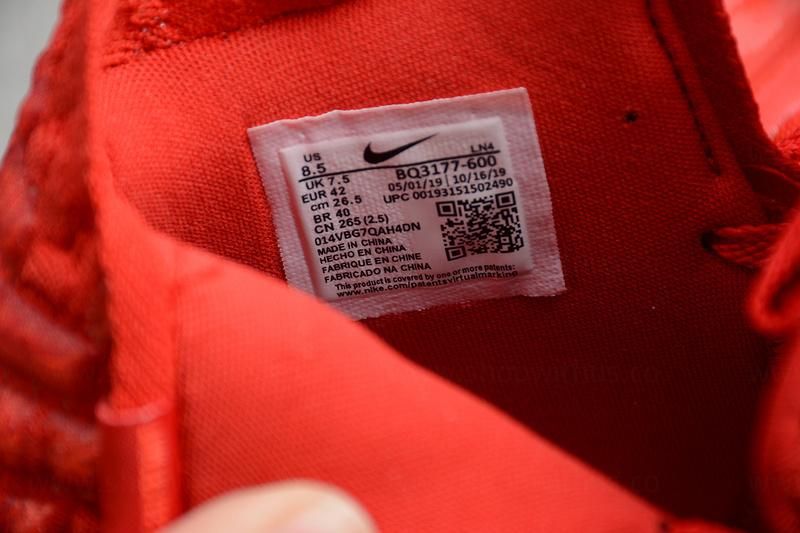 US
8.5
UK 7.5
EUR 42
cm 26.5
BR 40
CN 265 (2.5)
LN4
BQ3177-600
05/01/19 | 10/16/19
UPC 00193151502490
014VBG7QAH4DN
MADE IN CHINA
HECHO EN CHINA
FABRIQUE EN CHINE
FABRICADO NA CHINA
This product is covered by one or more patents:
www.nike.com/patentsvirtualmarking